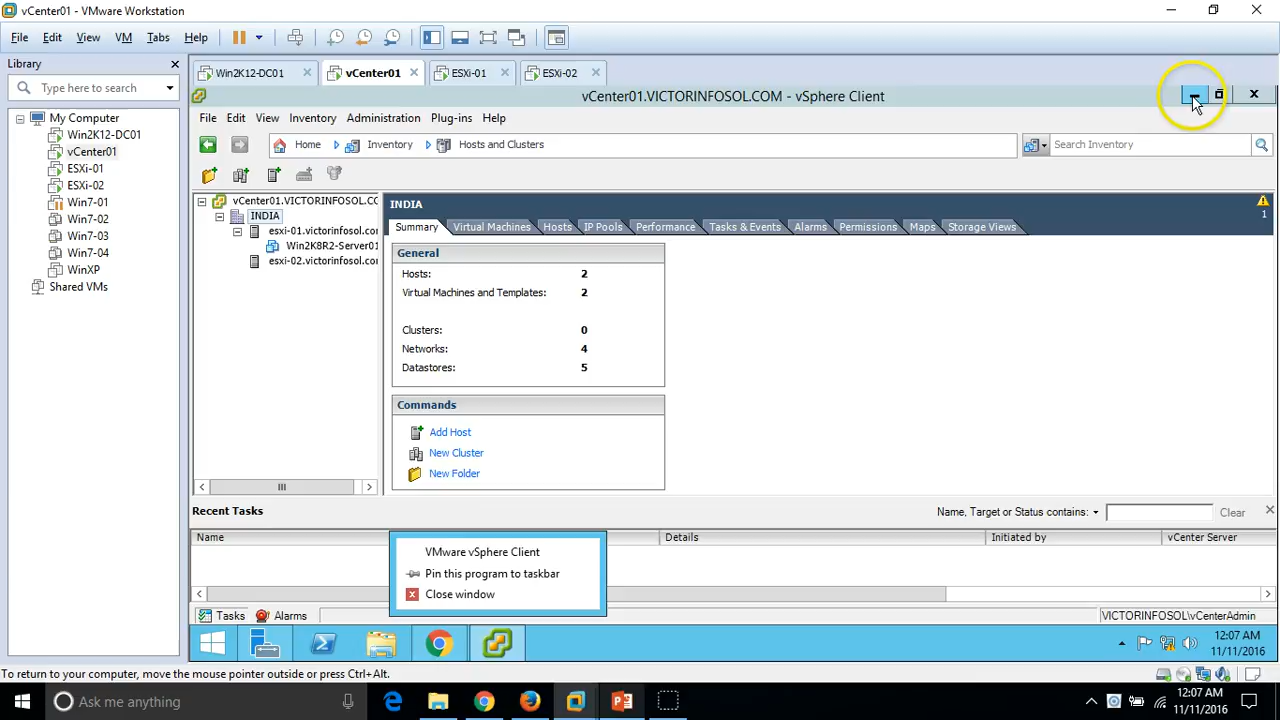 vCenter01 - VMware Workstation
File Edit View VM Tabs Help
Library
Type here to search
My Computer
Win2K12-DC01
vCenter01
ESXi-01
ESXi-02
Win7-01
Win7-02
Win7-03
Win7-04
WinXP
Shared VMs
Win2K12-DC01 vCenter01 ESXi-01 ESXi-02
vCenter01.VICTORINFOSOL.COM - vSphere Client
File Edit View Inventory Administration Plug-ins Help
Home Inventory Hosts and Clusters
Search Inventory
vCenter01.VICTORINFOSOL.CO
INDIA
esxi-01.victorinfosol.com
Win2K8R2-Server01
esxi-02.victorinfosol.com
INDIA
1
Summary Virtual Machines Hosts IP Pools Performance Tasks & Events Alarms Permissions Maps Storage Views
General
Hosts: 2
Virtual Machines and Templates: 2
Clusters: 0
Networks: 4
Datastores: 5
Commands
Add Host
New Cluster
New Folder
Recent Tasks
Name, Target or Status contains: Clear
Name Details Initiated by vCenter Server
VMware vSphere Client
Pin this program to taskbar
Close window
Tasks Alarms
VICTORINFOSOL\vCenterAdmin
12:07 AM
11/11/2016
To return to your computer, move the mouse pointer outside or press Ctrl+Alt.
Ask me anything
12:07 AM
11/11/2016